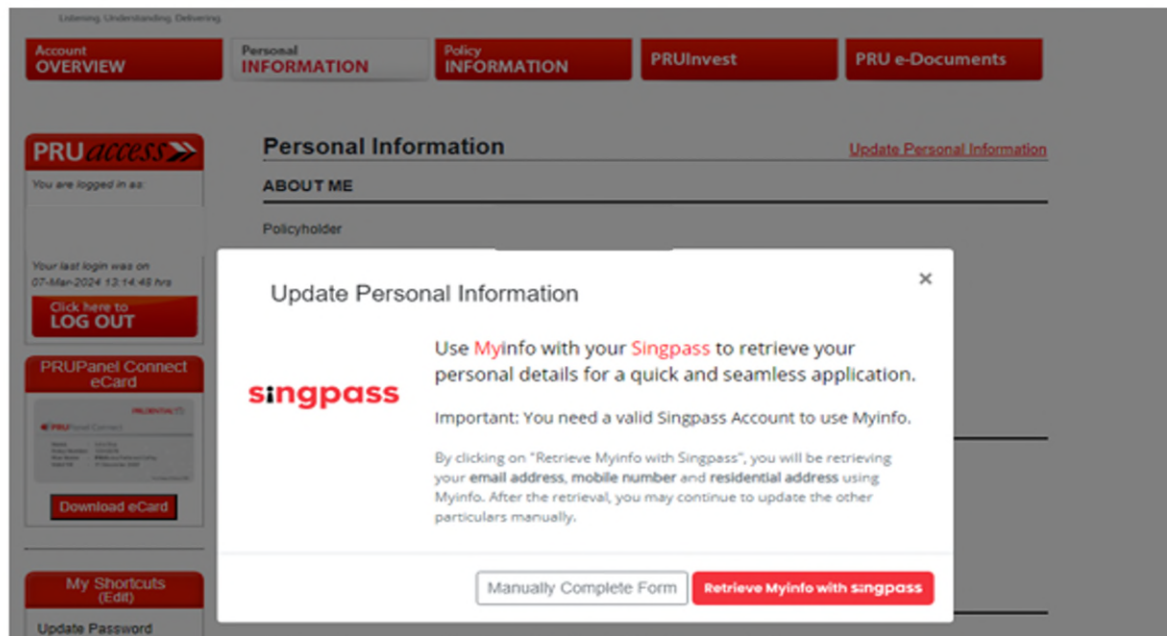 Listening. Understanding. Delivering.
Account
OVERVIEW
Personal
INFORMATION
Policy
INFORMATION
PRUInvest
PRU e-Documents
PRUaccess
You are logged in as:
Your last login was on
07-Mar-2024 13:14:48 hrs
Click here to
LOG OUT
PRUPanel Connect
eCard
PRUDENTIAL
PRUPanel Connect
Download eCard
My Shortcuts
(Edit)
Update Password
Personal Information
Update Personal Information
ABOUT ME
Policyholder
Update Personal Information
×
singpass
Use Myinfo with your Singpass to retrieve your
personal details for a quick and seamless application.
Important: You need a valid Singpass Account to use Myinfo.
By clicking on "Retrieve Myinfo with Singpass", you will be retrieving
your email address, mobile number and residential address using
Myinfo. After the retrieval, you may continue to update the other
particulars manually.
Manually Complete Form
Retrieve Myinfo with singpass